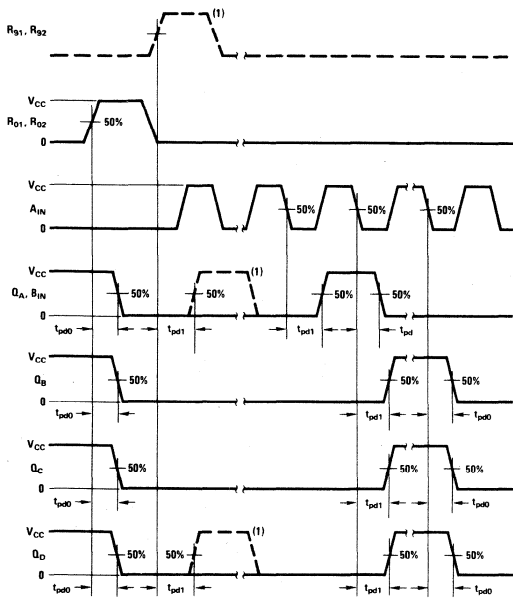 (1)
R91, R92
VCC
R01, R02
50%
0
VCC
AIN
50%
50%
50%
0
VCC
(1)
QA, BIN
50%
50%
50%
50%
0
tpd0
tpd1
tpd1
tpd
VCC
QB
50%
50%
50%
0
tpd0
tpd1
tpd0
VCC
QC
50%
50%
50%
0
tpd0
tpd1
tpd0
VCC
(1)
QD
50%
50%
50%
50%
0
tpd0
tpd1
tpd1
tpd0